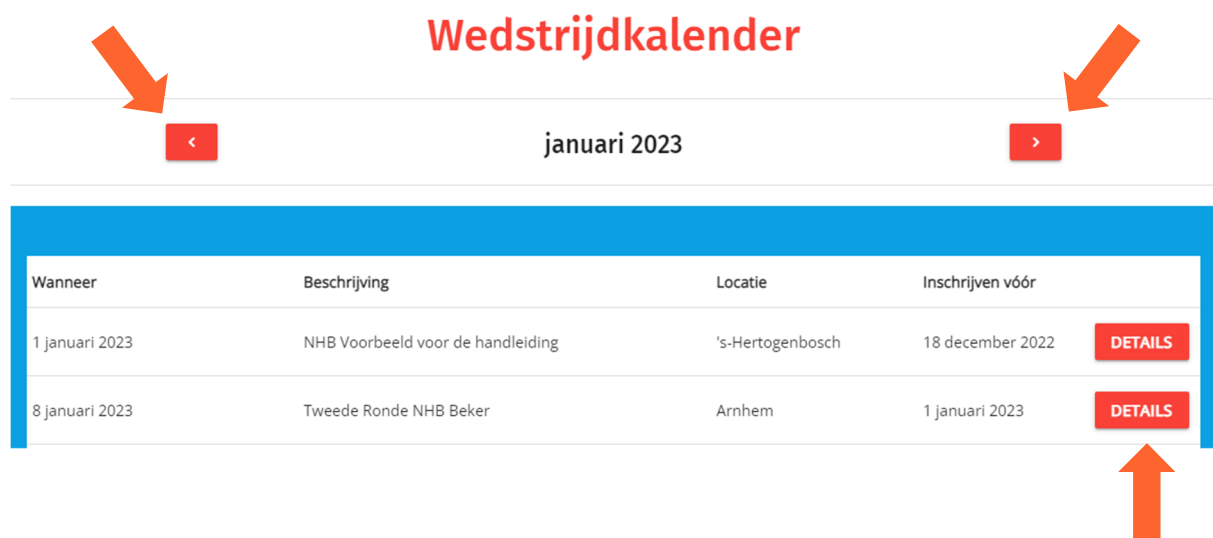 Wedstrijdkalender
< januari 2023 >
Wanneer Beschrijving Locatie Inschrijven vóór
1 januari 2023 NHB Voorbeeld voor de handleiding 's-Hertogenbosch 18 december 2022 DETAILS
8 januari 2023 Tweede Ronde NHB Beker Arnhem 1 januari 2023 DETAILS